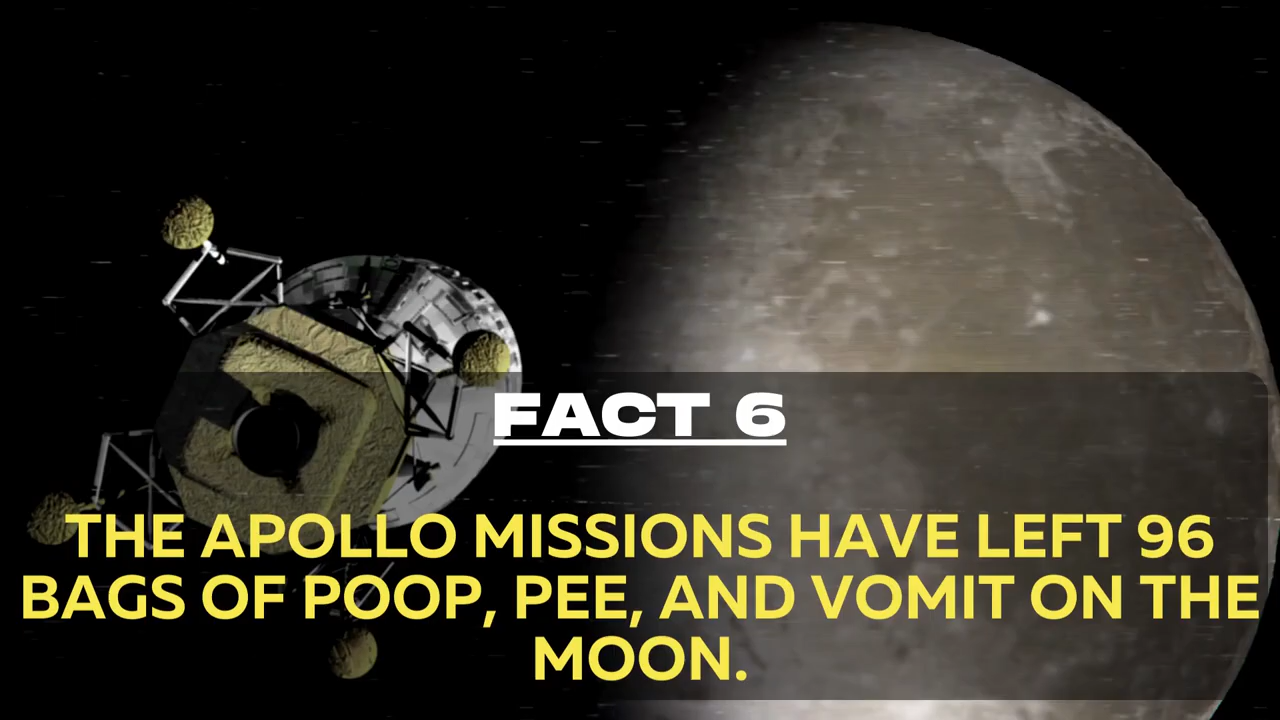 FACT 6
THE APOLLO MISSIONS HAVE LEFT 96
BAGS OF POOP, PEE, AND VOMIT ON THE
MOON.